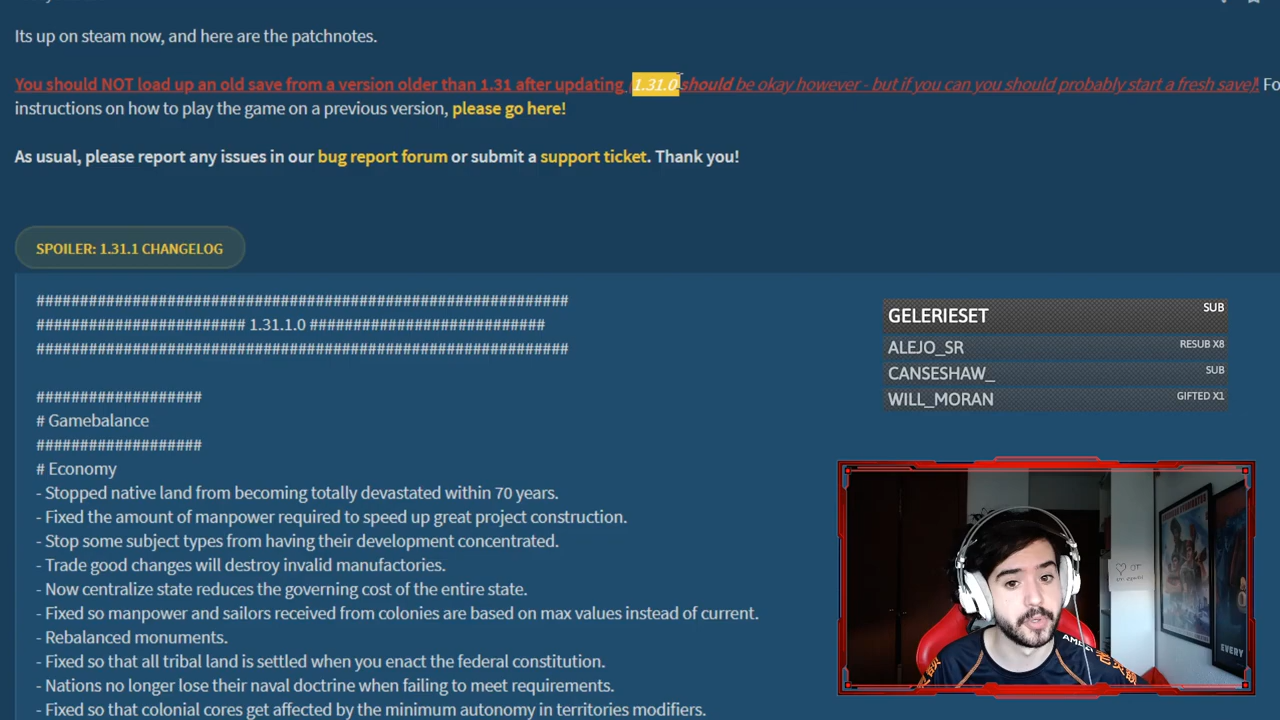 Its up on steam now, and here are the patchnotes.
You should NOT load up an old save from a version older than 1.31 after updating (1.31.0 should be okay however - but if you can you should probably start a fresh save)! Fo
instructions on how to play the game on a previous version, please go here!
As usual, please report any issues in our bug report forum or submit a support ticket. Thank you!
SPOILER: 1.31.1 CHANGELOG
############################################################
####################### 1.31.1.0 ##########################
############################################################
##################
# Gamebalance
##################
# Economy
- Stopped native land from becoming totally devastated within 70 years.
- Fixed the amount of manpower required to speed up great project construction.
- Stop some subject types from having their development concentrated.
- Trade good changes will destroy invalid manufactories.
- Now centralize state reduces the governing cost of the entire state.
- Fixed so manpower and sailors received from colonies are based on max values instead of current.
- Rebalanced monuments.
- Fixed so that all tribal land is settled when you enact the federal constitution.
- Nations no longer lose their naval doctrine when failing to meet requirements.
- Fixed so that colonial cores get affected by the minimum autonomy in territories modifiers.
GELERIESET SUB
ALEJO_SR RESUB X8
CANSESHAW_ SUB
WILL_MORAN GIFTED X1
AMD
EVERY